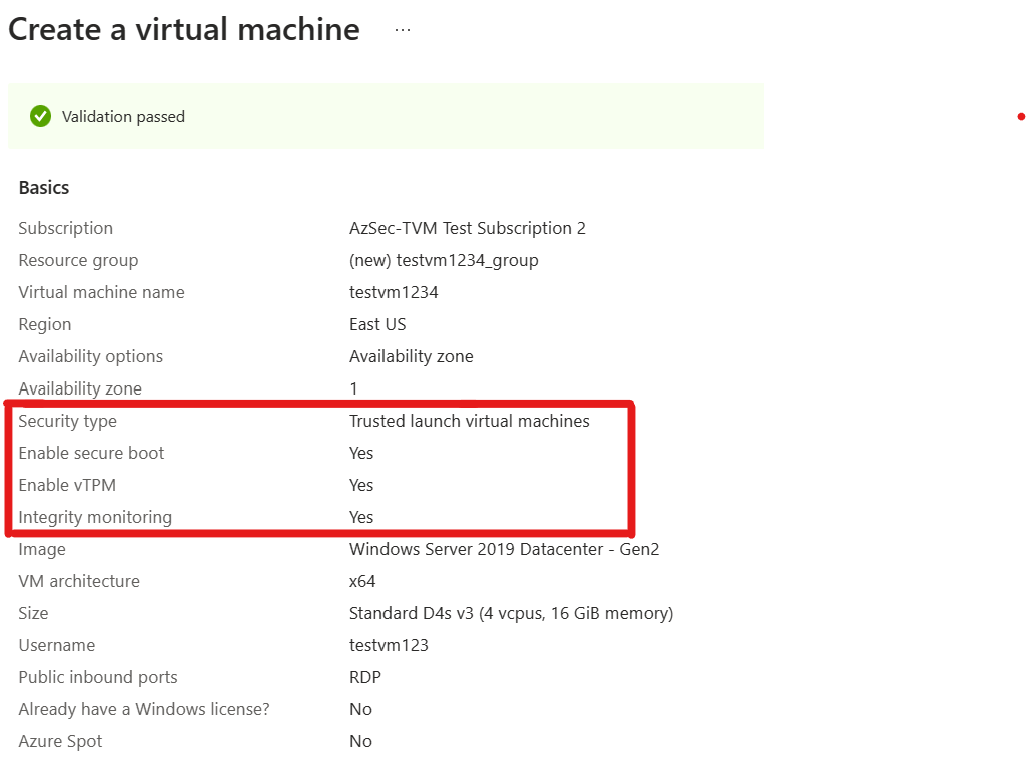 Create a virtual machine ...
Validation passed
Basics
Subscription AzSec-TVM Test Subscription 2
Resource group (new) testvm1234_group
Virtual machine name testvm1234
Region East US
Availability options Availability zone
Availability zone 1
Security type Trusted launch virtual machines
Enable secure boot Yes
Enable vTPM Yes
Integrity monitoring Yes
Image Windows Server 2019 Datacenter - Gen2
VM architecture x64
Size Standard D4s v3 (4 vcpus, 16 GiB memory)
Username testvm123
Public inbound ports RDP
Already have a Windows license? No
Azure Spot No